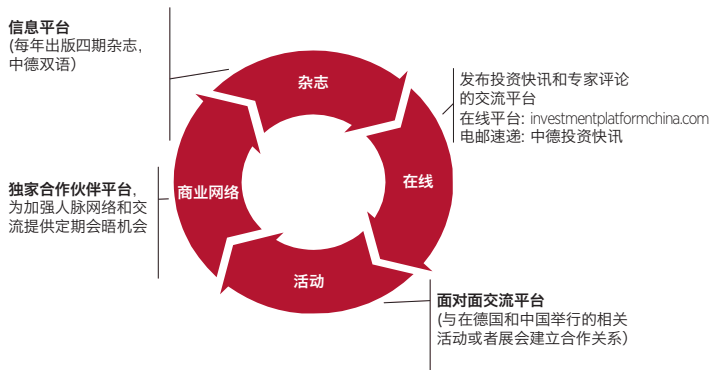 信息平台
(每年出版四期杂志,
中德双语)
杂志
发布投资快讯和专家评论
的交流平台
在线平台: investmentplatformchina.com
电邮速递: 中德投资快讯
在线
商业网络
独家合作伙伴平台,
为加强人脉网络和交
流提供定期会晤机会
活动
面对面交流平台
(与在德国和中国举行的相关
活动或者展会建立合作关系)